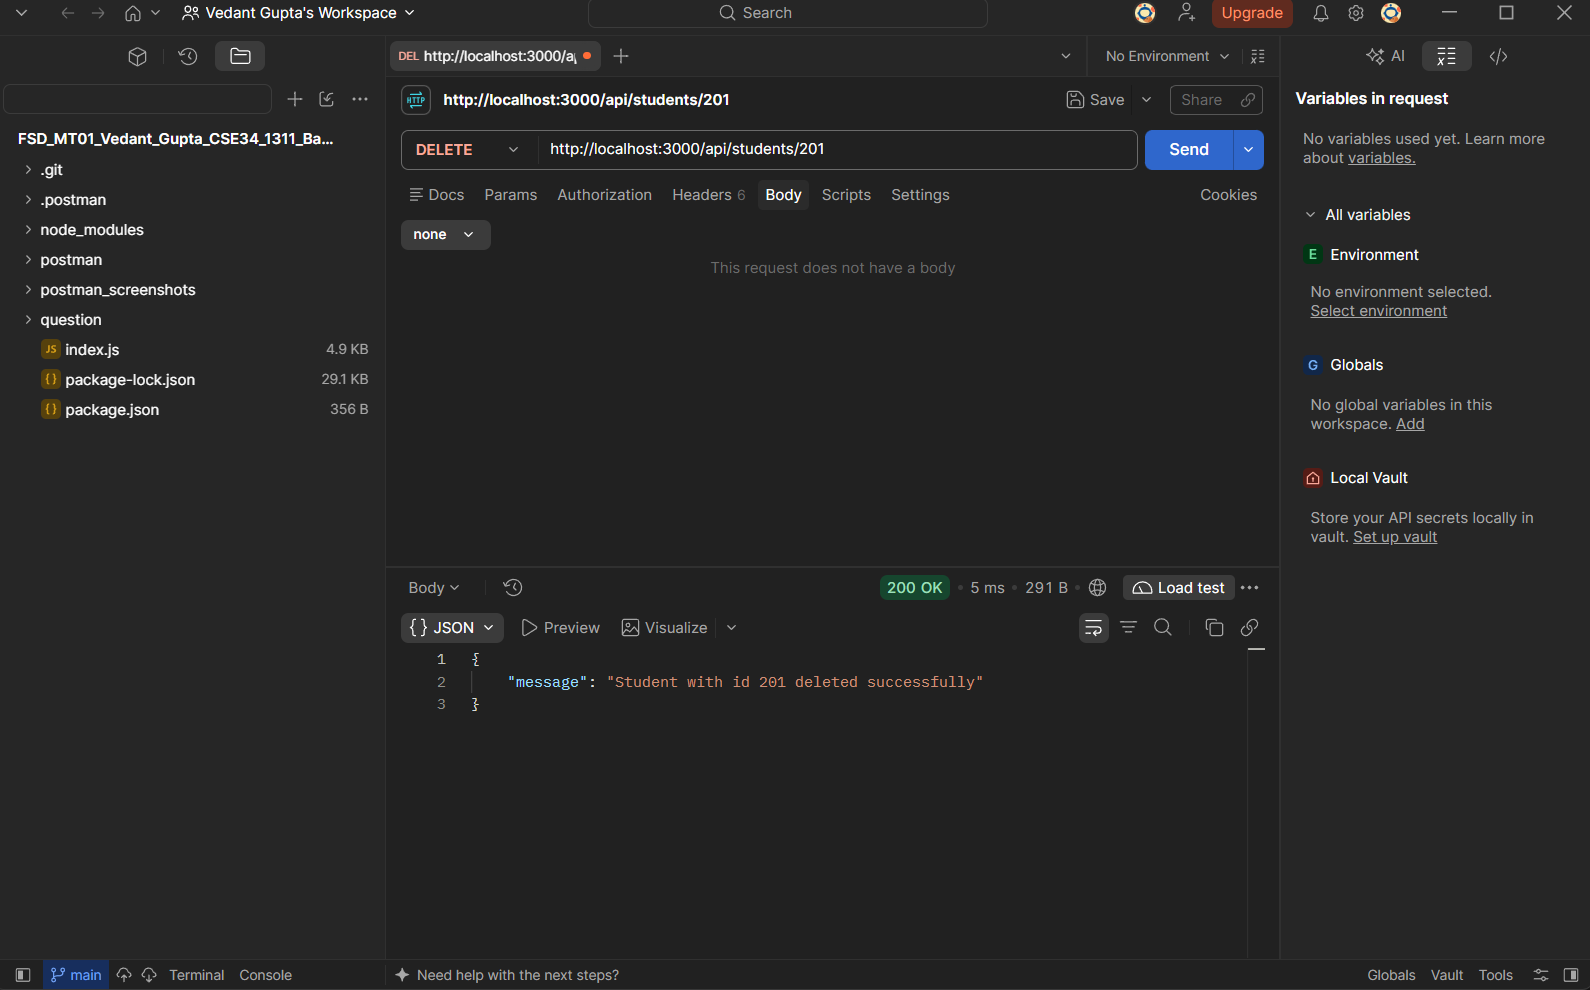 Vedant Gupta's Workspace
Search
Upgrade
DEL http://localhost:3000/a
No Environment
AI
HTTP http://localhost:3000/api/students/201
Save
Share
Variables in request
FSD_MT01_Vedant_Gupta_CSE34_1311_Ba...
DELETE
http://localhost:3000/api/students/201
Send
No variables used yet. Learn more
about variables.
.git
.postman
node_modules
postman
postman_screenshots
question
JS index.js 4.9 KB
{} package-lock.json 29.1 KB
{} package.json 356 B
Docs Params Authorization Headers 6 Body Scripts Settings Cookies
none
This request does not have a body
All variables
E Environment
No environment selected.
Select environment
G Globals
No global variables in this
workspace. Add
Local Vault
Store your API secrets locally in
vault. Set up vault
Body
200 OK • 5 ms • 291 B •
Load test
{} JSON
Preview
Visualize
1 {
2 "message": "Student with id 201 deleted successfully"
3 }
main
Terminal
Console
Need help with the next steps?
Globals
Vault
Tools